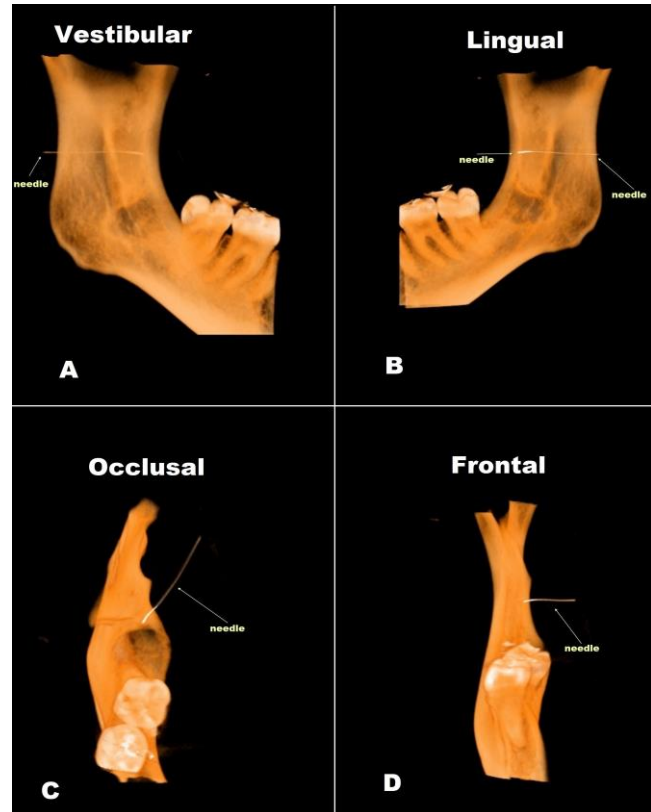 Vestibular
needle
A
Lingual
needle
needle
B
Occlusal
needle
C
Frontal
needle
D